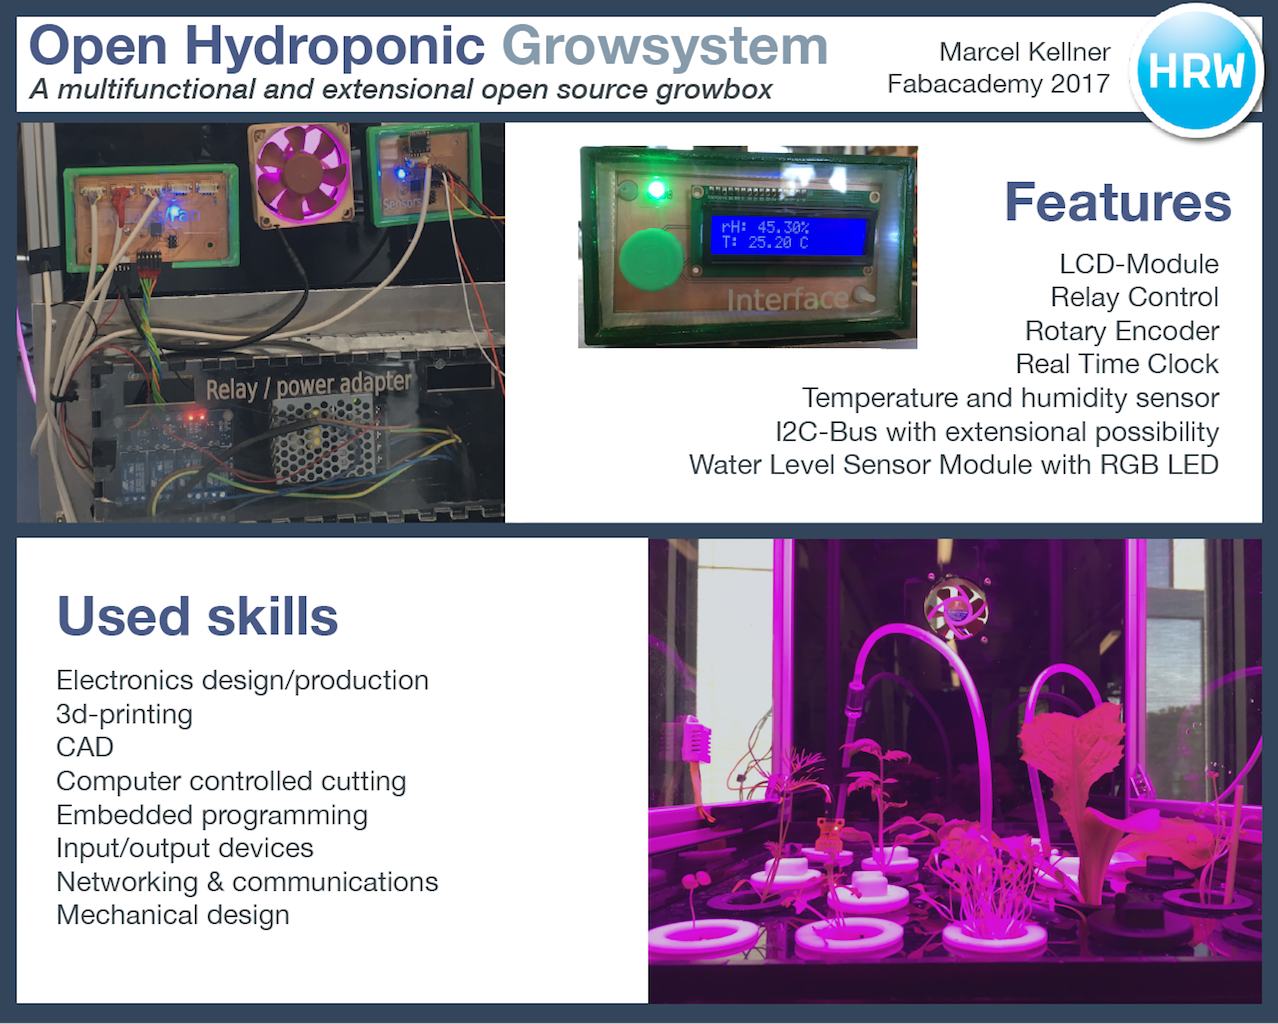 Open Hydroponic Growsystem
A multifunctional and extensional open source growbox
Marcel Kellner
Fabacademy 2017
HRW
Sensors
Relay / power adapter
rH: 45.30%
T: 25.20 C
Interface
Features
LCD-Module
Relay Control
Rotary Encoder
Real Time Clock
Temperature and humidity sensor
I2C-Bus with extensional possibility
Water Level Sensor Module with RGB LED
Used skills
Electronics design/production
3d-printing
CAD
Computer controlled cutting
Embedded programming
Input/output devices
Networking & communications
Mechanical design